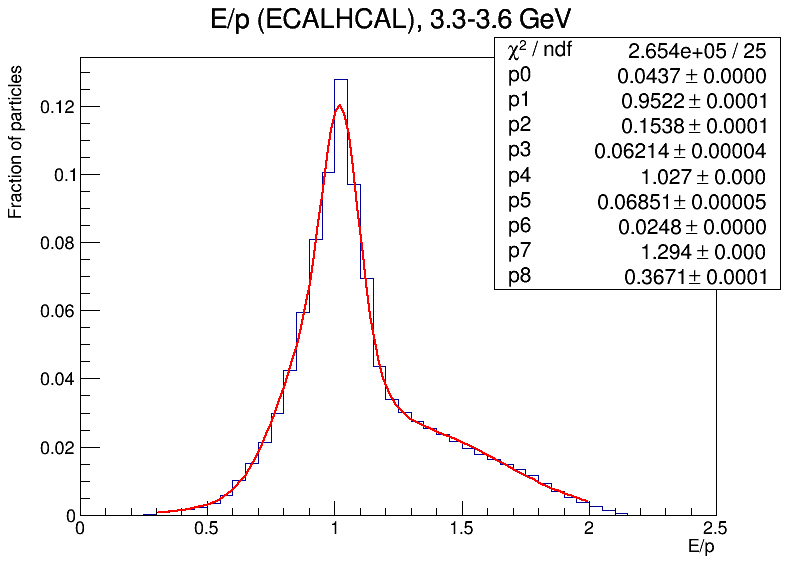 E/p (ECALHCAL), 3.3-3.6 GeV
χ² / ndf 2.654e+05 / 25
p0 0.0437 ± 0.0000
p1 0.9522 ± 0.0001
p2 0.1538 ± 0.0001
p3 0.06214 ± 0.00004
p4 1.027 ± 0.000
p5 0.06851 ± 0.00005
p6 0.0248 ± 0.0000
p7 1.294 ± 0.000
p8 0.3671 ± 0.0001
Fraction of particles
0.12
0.1
0.08
0.06
0.04
0.02
0
0 0.5 1 1.5 2 2.5
E/p